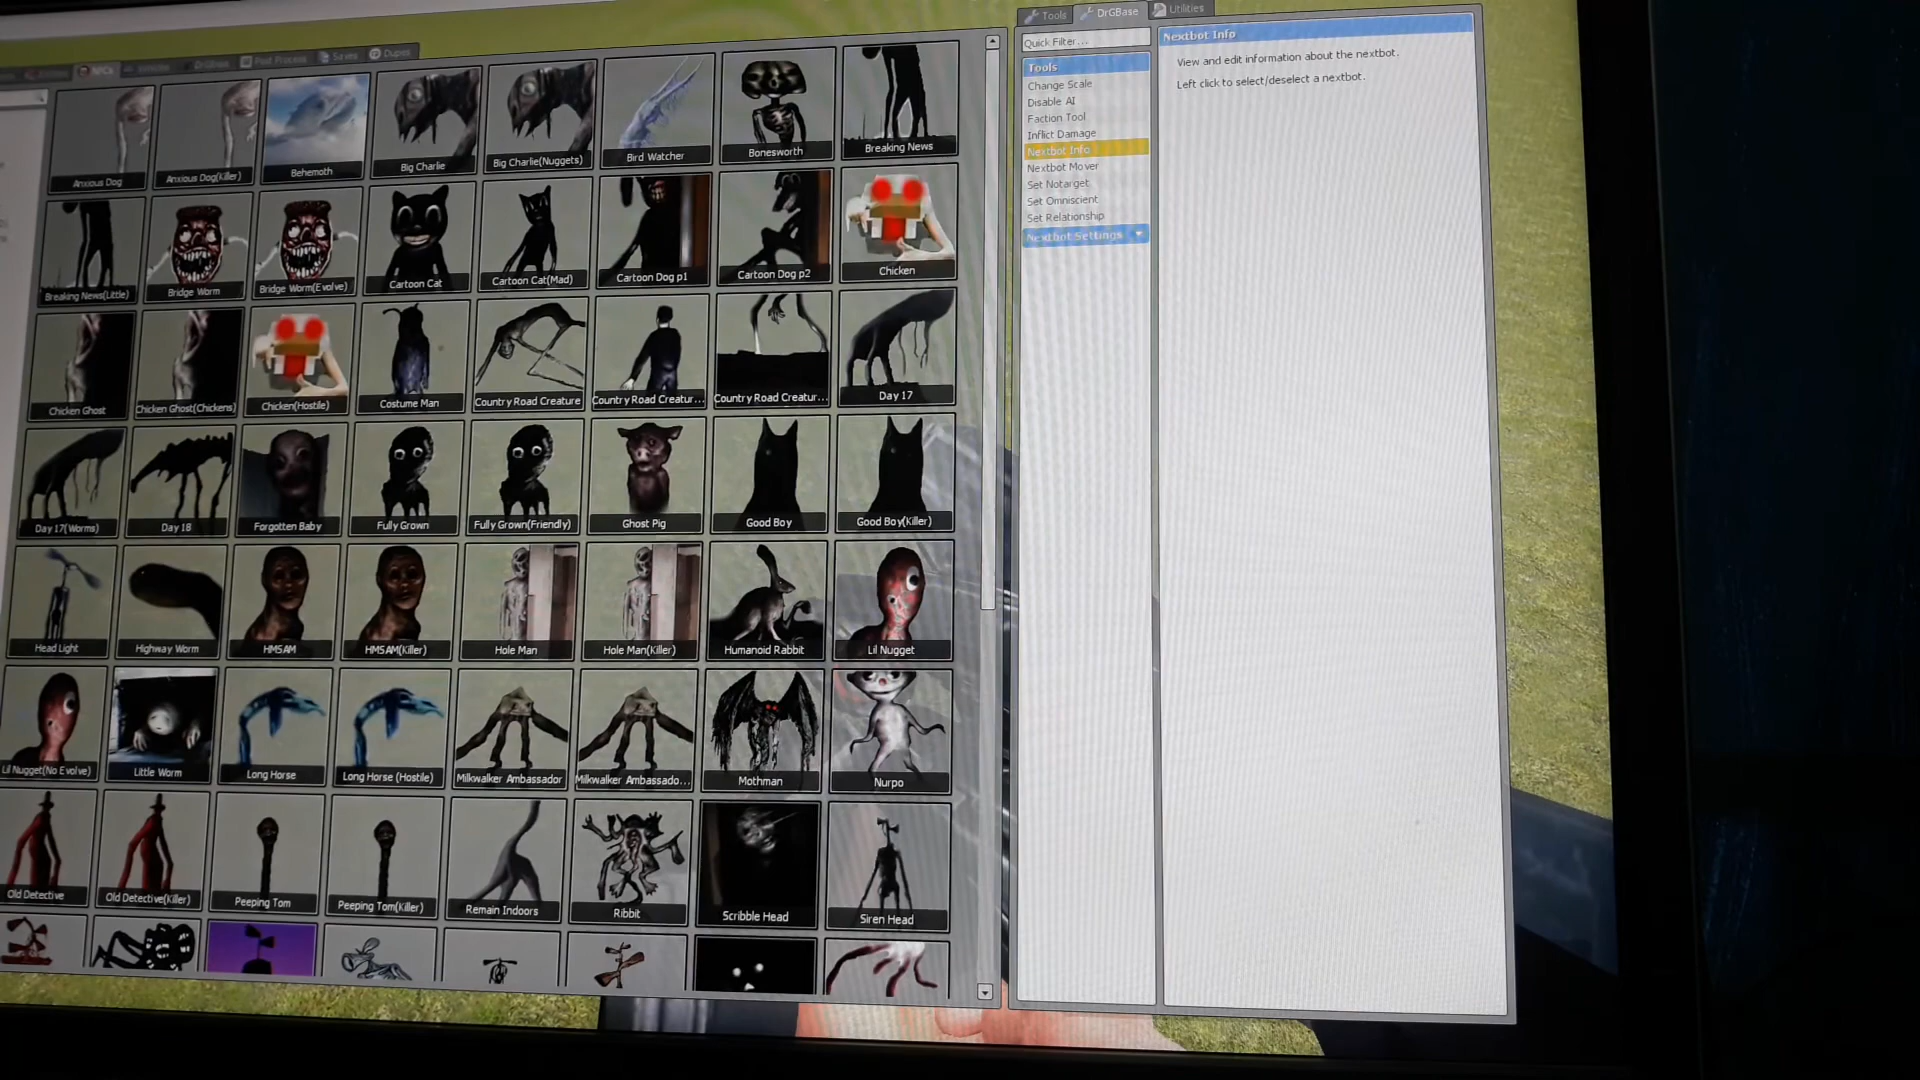 Tools
DrGBase
Utilities
NPCs
Post Process
Saves
Dupes
Quick Filter...
Nextbot Info
View and edit information about the nextbot.
Left click to select/deselect a nextbot.
Tools
Change Scale
Disable AI
Faction Tool
Inflict Damage
Nextbot Info
Nextbot Mover
Set Notarget
Set Omniscient
Set Relationship
Nextbot Settings
Anxious Dog
Anxious Dog(Killer)
Behemoth
Big Charlie
Big Charlie(Nuggets)
Bird Watcher
Bonesworth
Breaking News
Breaking News(Little)
Bridge Worm
Bridge Worm(Evolve)
Cartoon Cat
Cartoon Cat(Mad)
Cartoon Dog p1
Cartoon Dog p2
Chicken
Chicken Ghost
Chicken Ghost(Chickens)
Chicken(Hostile)
Costume Man
Country Road Creature
Country Road Creatur...
Country Road Creatur...
Day 17
Day 17(Worms)
Day 18
Forgotten Baby
Fully Grown
Fully Grown(Friendly)
Ghost Pig
Good Boy
Good Boy(Killer)
Head Light
Highway Worm
HMSAM
HMSAM(Killer)
Hole Man
Hole Man(Killer)
Humanoid Rabbit
Lil Nugget
Lil Nugget(No Evolve)
Little Worm
Long Horse
Long Horse (Hostile)
Milkwalker Ambassador
Milkwalker Ambassado...
Mothman
Nurpo
Old Detective
Old Detective(Killer)
Peeping Tom
Peeping Tom(Killer)
Remain Indoors
Ribbit
Scribble Head
Siren Head